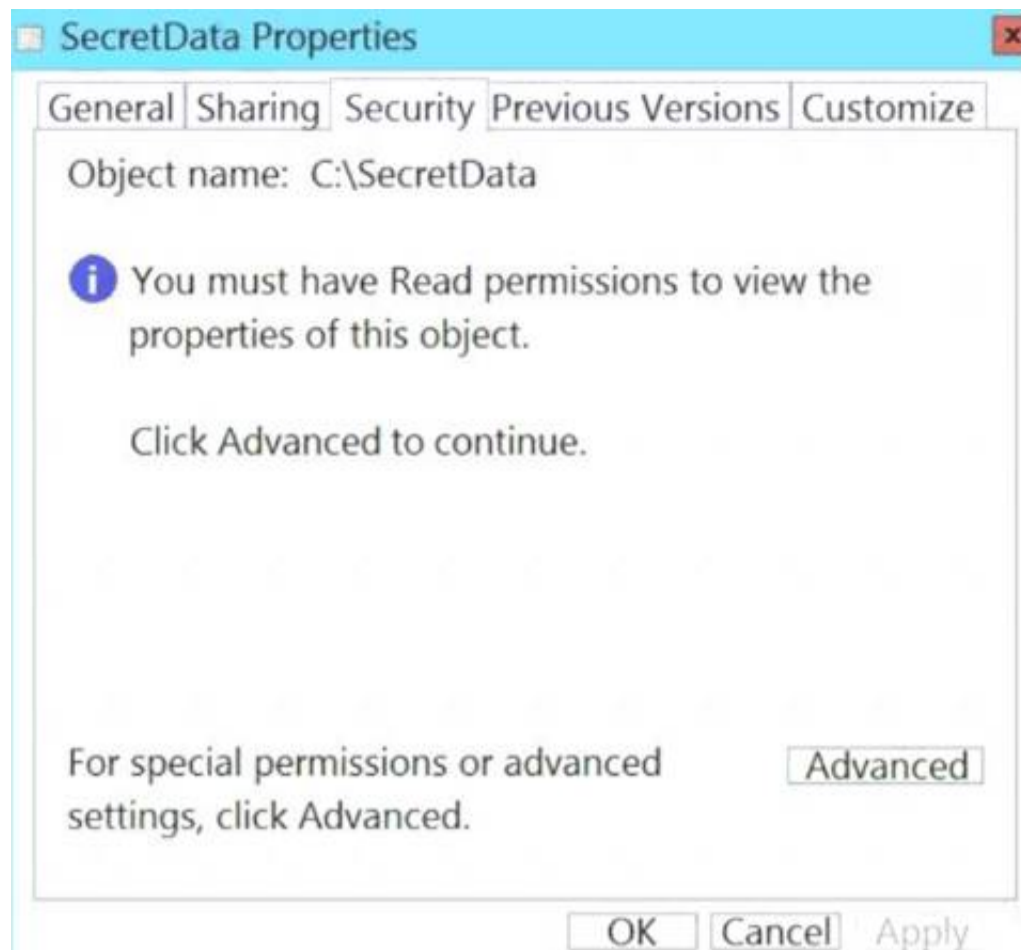 SecretData Properties
x
General Sharing Security Previous Versions Customize
Object name: C:\SecretData
i You must have Read permissions to view the
properties of this object.
Click Advanced to continue.
For special permissions or advanced Advanced
settings, click Advanced.
OK Cancel Apply